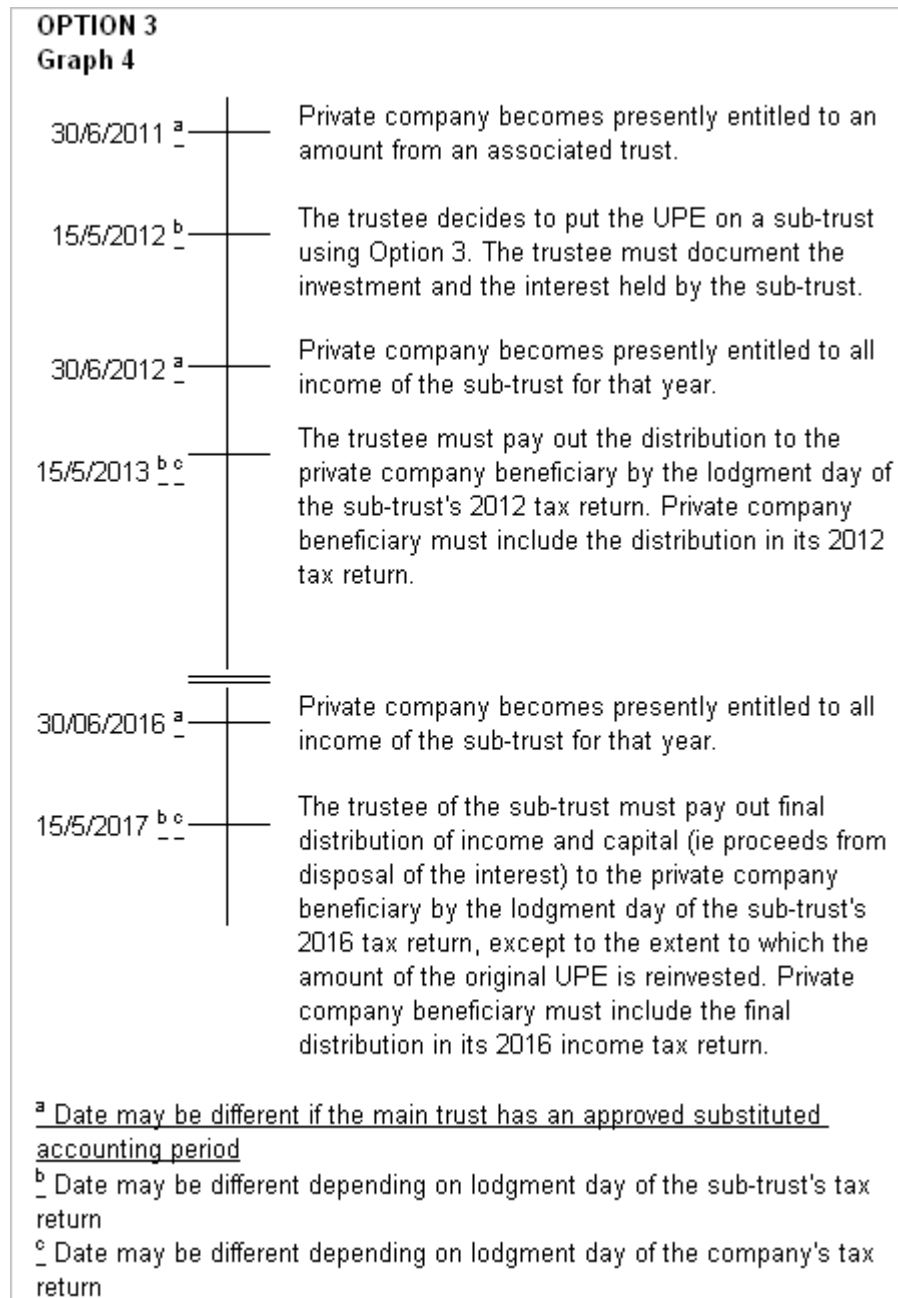 OPTION 3
Graph 4
30/6/2011 a
Private company becomes presently entitled to an
amount from an associated trust.
15/5/2012 b
The trustee decides to put the UPE on a sub-trust
using Option 3. The trustee must document the
investment and the interest held by the sub-trust.
30/6/2012 a
Private company becomes presently entitled to all
income of the sub-trust for that year.
15/5/2013 b c
The trustee must pay out the distribution to the
private company beneficiary by the lodgment day of
the sub-trust's 2012 tax return. Private company
beneficiary must include the distribution in its 2012
tax return.
30/06/2016 a
Private company becomes presently entitled to all
income of the sub-trust for that year.
15/5/2017 b c
The trustee of the sub-trust must pay out final
distribution of income and capital (ie proceeds from
disposal of the interest) to the private company
beneficiary by the lodgment day of the sub-trust's
2016 tax return, except to the extent to which the
amount of the original UPE is reinvested. Private
company beneficiary must include the final
distribution in its 2016 income tax return.
a Date may be different if the main trust has an approved substituted
accounting period
b Date may be different depending on lodgment day of the sub-trust's tax
return
c Date may be different depending on lodgment day of the company's tax
return